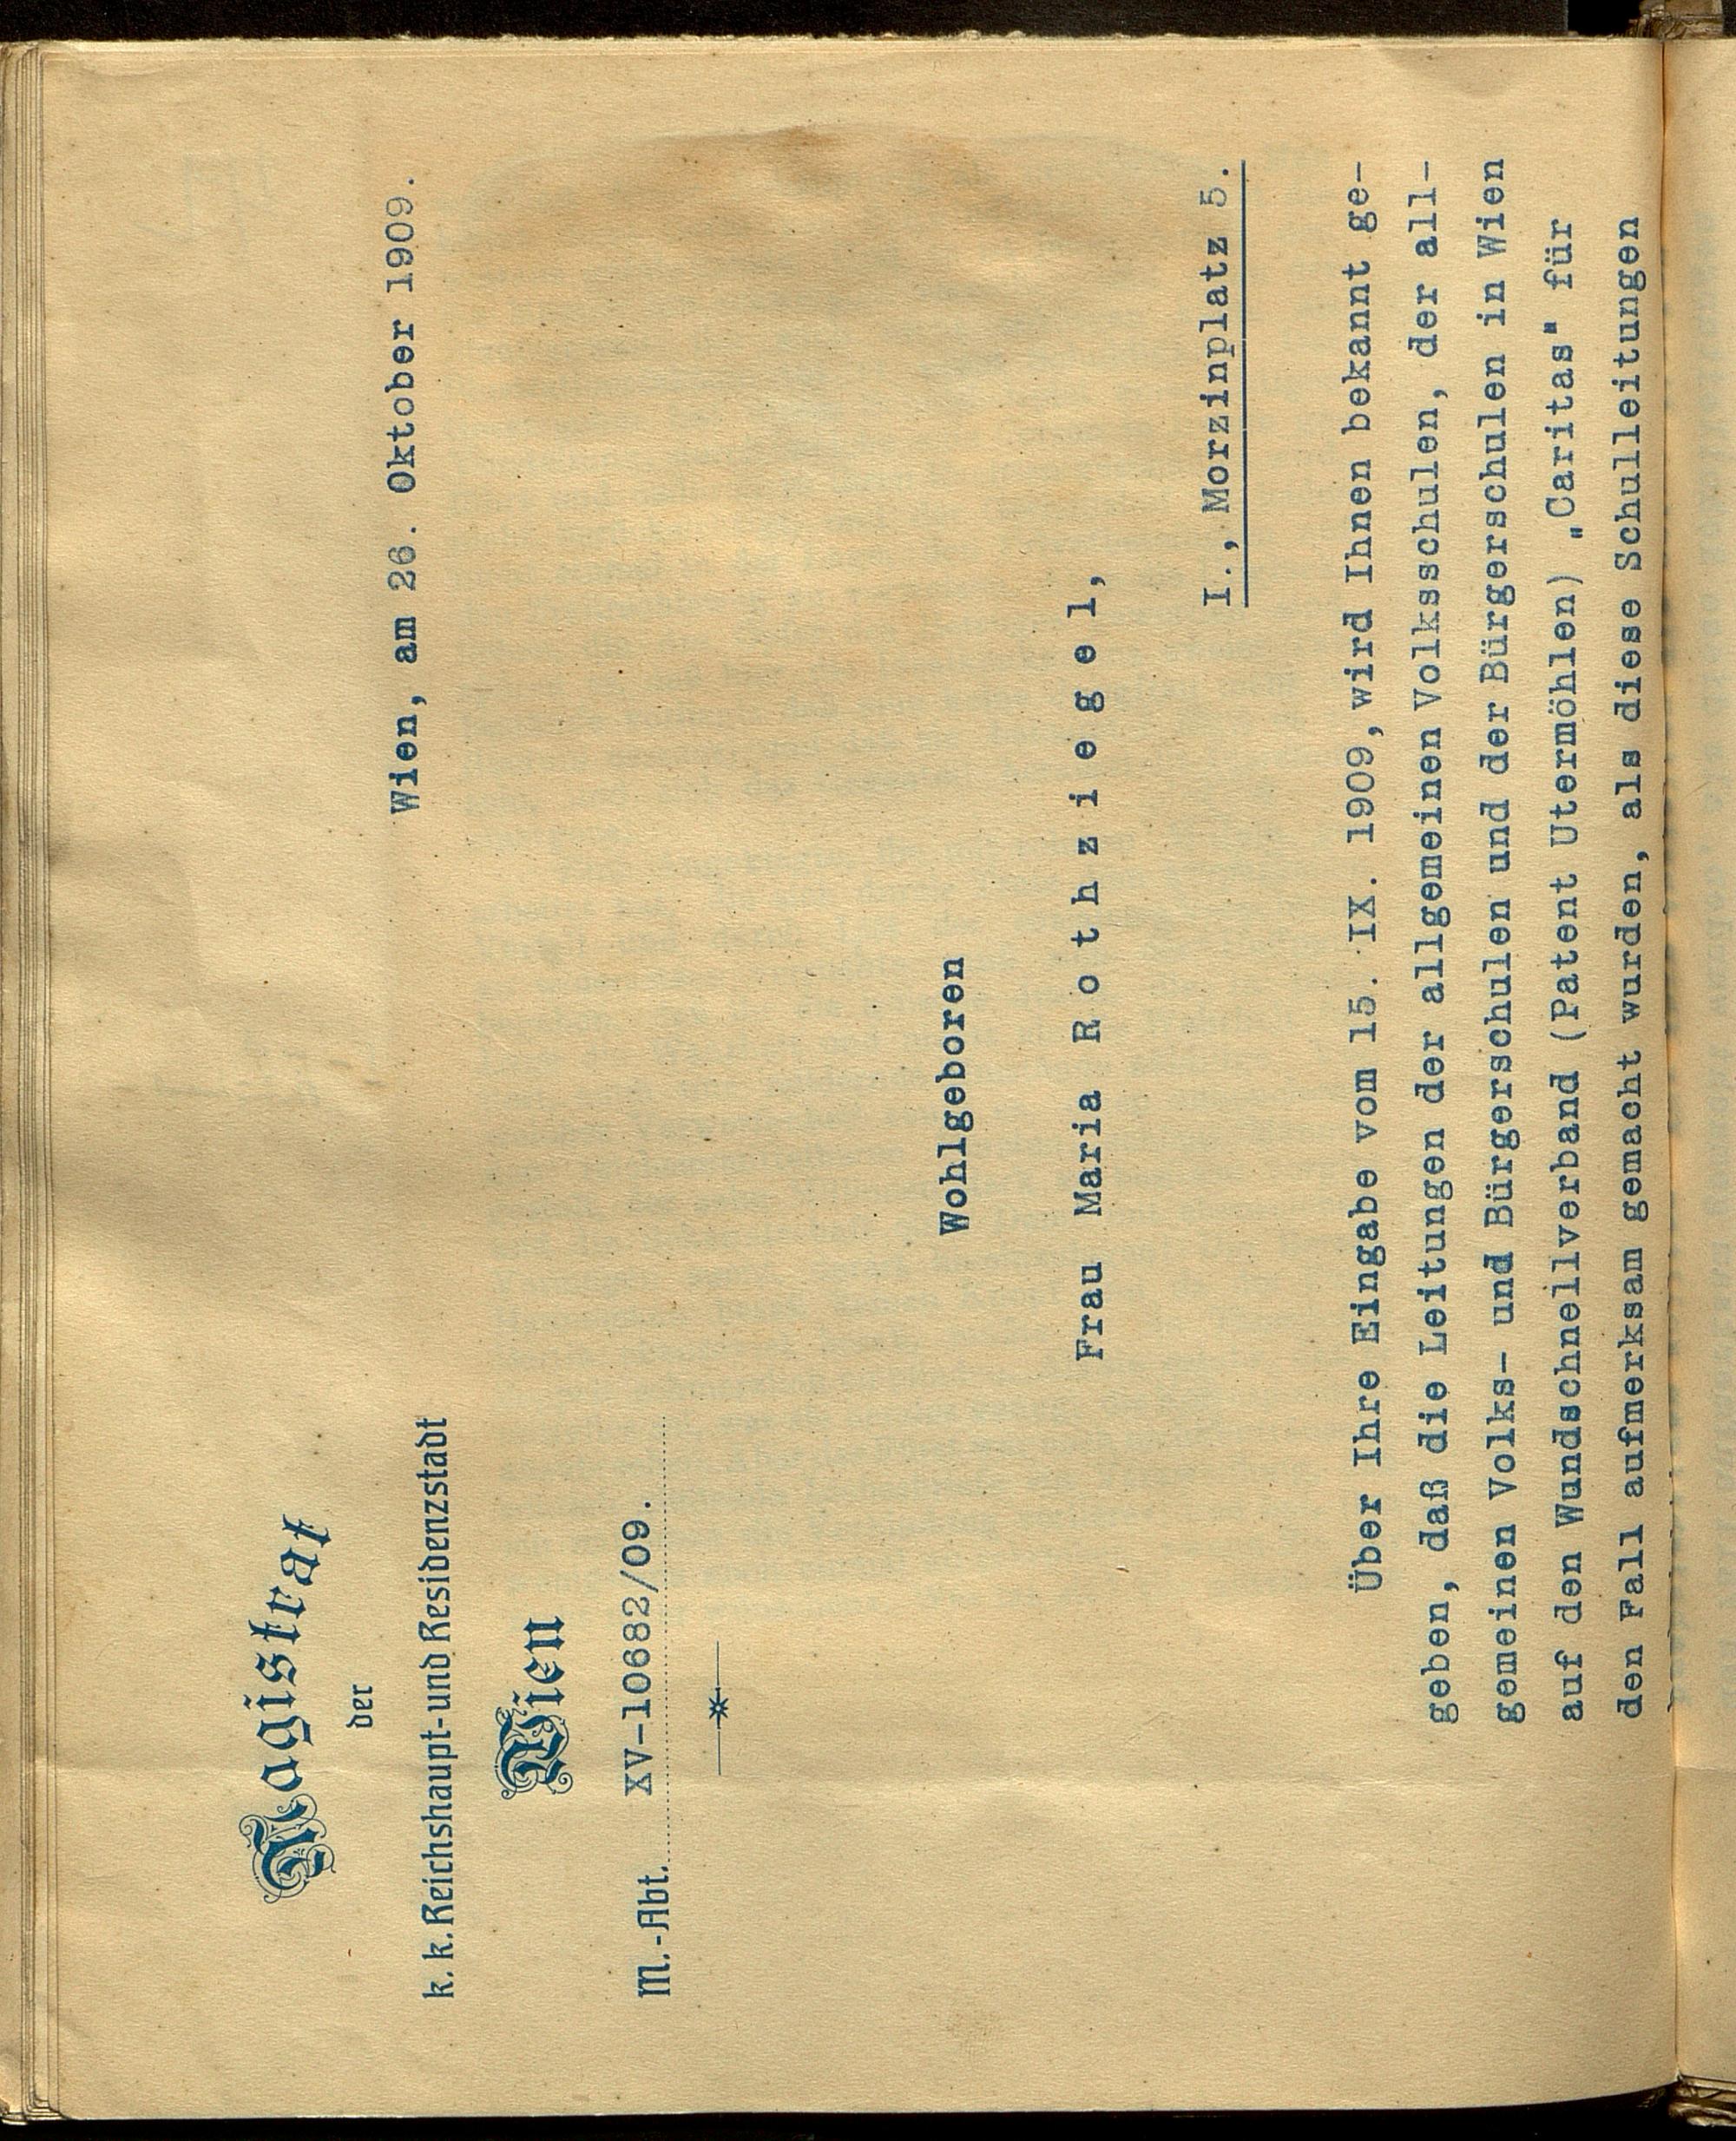 Magistrat
der
k. k. Reichshaupt- und Residenzstadt
Wien
M.-Abt. XV-10682/09.
Wien, am 26. Oktober 1909.
Wohlgeboren
Frau Maria R o t h z i e g e l,
I., Morzinplatz 5.
Über Ihre Eingabe vom 15. IX. 1909, wird Ihnen bekannt ge-
geben, daß die Leitungen der allgemeinen Volksschulen, der all-
gemeinen Volks- und Bürgerschulen und der Bürgerschulen in Wien
auf den Wundschnellverband (Patent Utermöhlen) „Caritas" für
den Fall aufmerksam gemacht wurden, als diese Schulleitungen